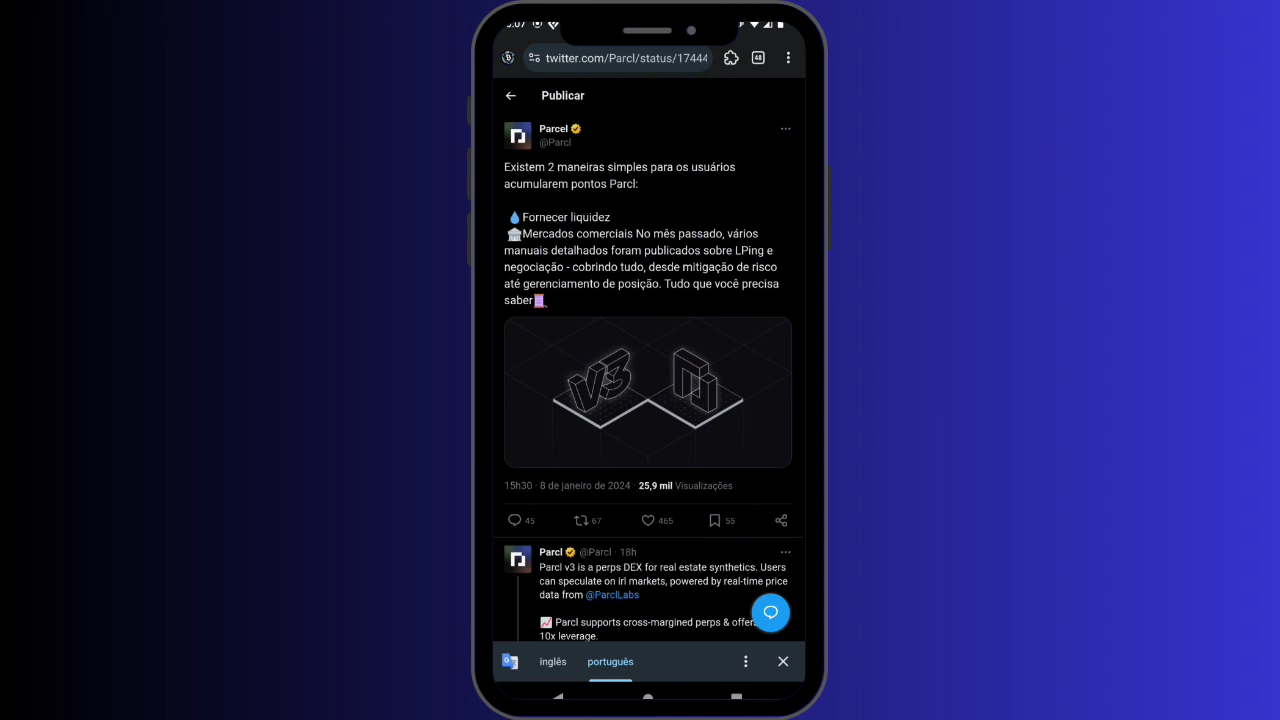 twitter.com/Parcl/status/17444
48
Publicar
Parcel
@Parcl
Existem 2 maneiras simples para os usuários
acumularem pontos Parcl:
💧Fornecer liquidez
🏛️Mercados comerciais No mês passado, vários
manuais detalhados foram publicados sobre LPing e
negociação - cobrindo tudo, desde mitigação de risco
até gerenciamento de posição. Tudo que você precisa
saber🧵
V3
15h30 · 8 de janeiro de 2024 · 25,9 mil Visualizações
45 67 465 55
Parcl @Parcl · 18h
Parcl v3 is a perps DEX for real estate synthetics. Users
can speculate on irl markets, powered by real-time price
data from @ParclLabs
📈 Parcl supports cross-margined perps & offer
10x leverage.
inglês português